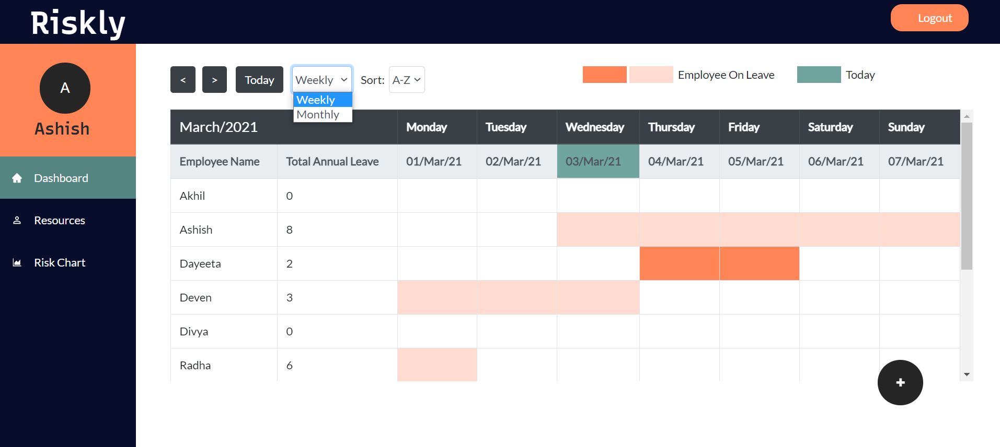 Riskly
Logout
A
Ashish
Dashboard
Resources
Risk Chart
< > Today Weekly Sort: A-Z
Weekly
Monthly
Employee On Leave Today
March/2021 Monday Tuesday Wednesday Thursday Friday Saturday Sunday
Employee Name Total Annual Leave 01/Mar/21 02/Mar/21 03/Mar/21 04/Mar/21 05/Mar/21 06/Mar/21 07/Mar/21
Akhil 0
Ashish 8
Dayeeta 2
Deven 3
Divya 0
Radha 6
+